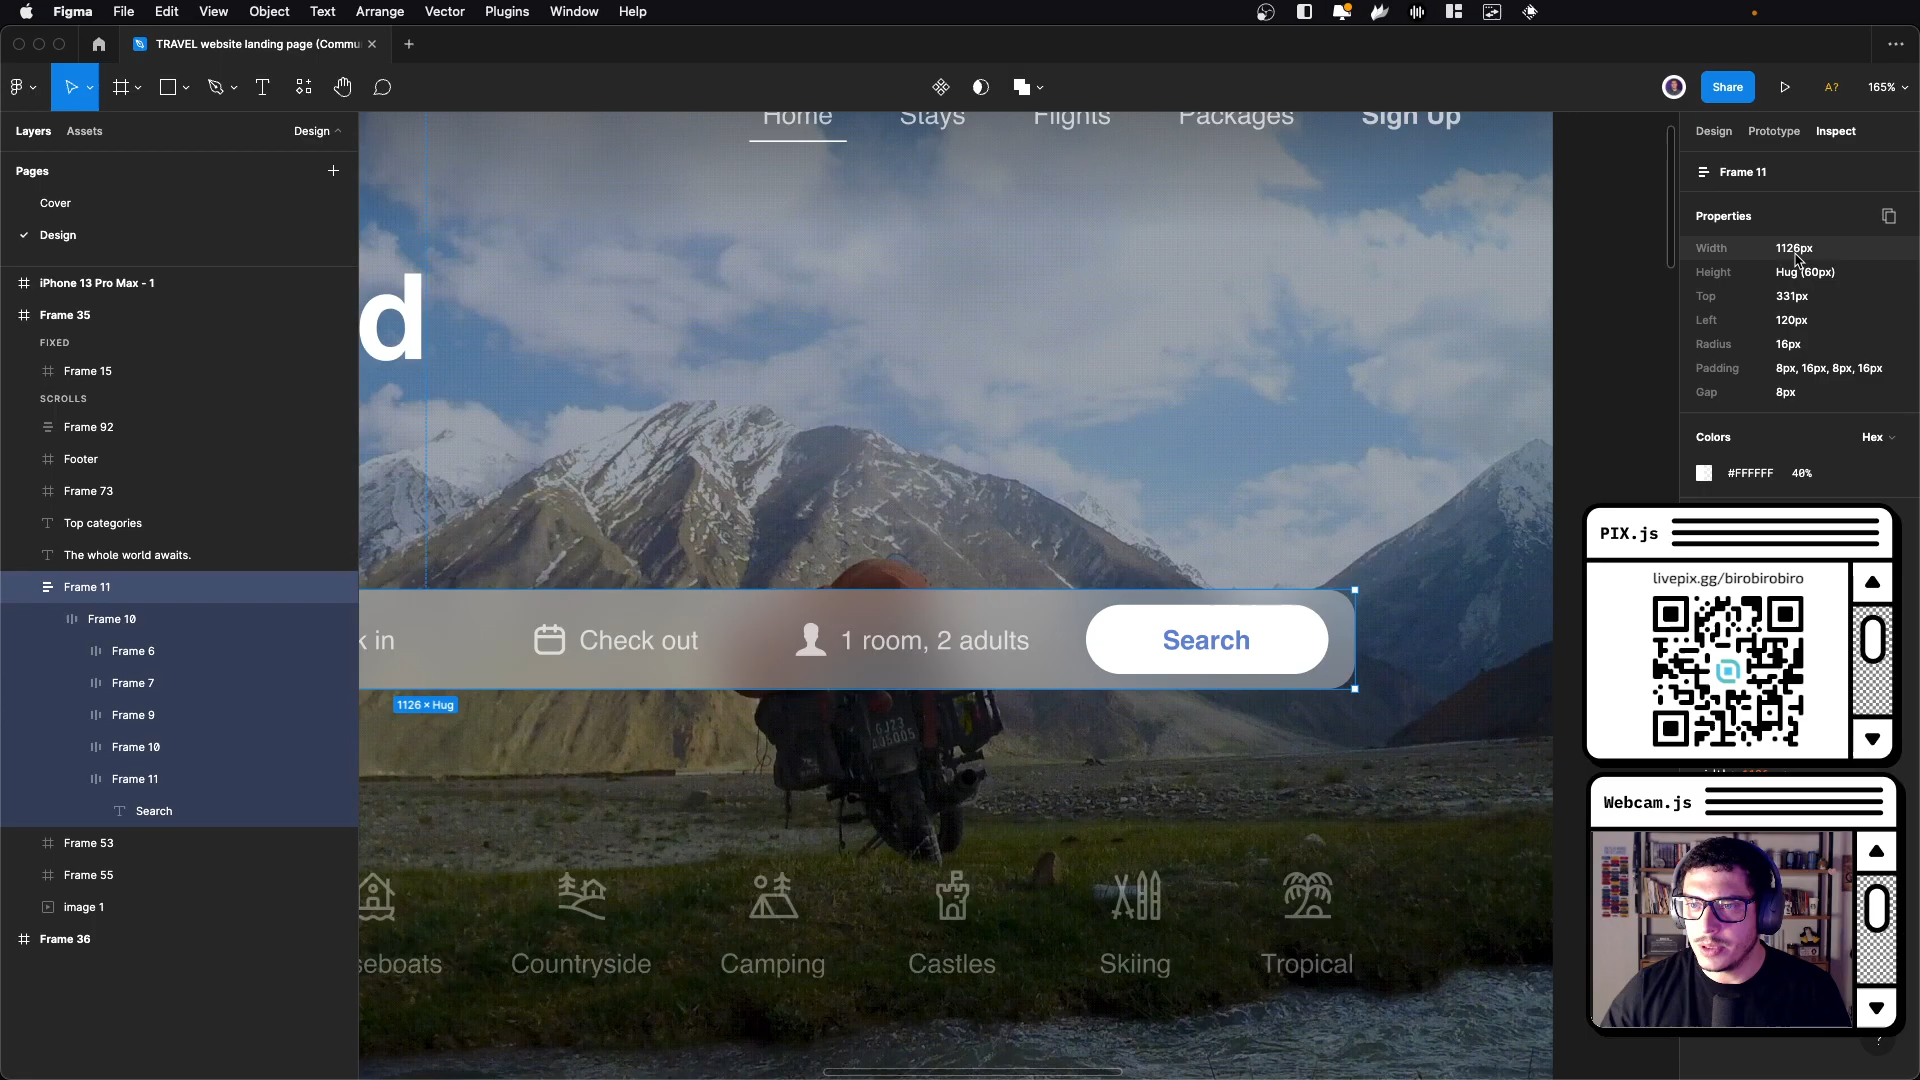 Figma File Edit View Object Text Arrange Vector Plugins Window Help
TRAVEL website landing page (Commu
A?
Share
165%
Layers Assets
Design
Pages
Cover
Design
iPhone 13 Pro Max - 1
Frame 35
FIXED
Frame 15
SCROLLS
Frame 92
Footer
Frame 73
Top categories
The whole world awaits.
Frame 11
Frame 10
Frame 6
Frame 7
Frame 9
Frame 10
Frame 11
Search
Frame 53
Frame 55
image 1
Frame 36
Home Stays Flights Packages Sign Up
d
k in
Check out
1 room, 2 adults
Search
1126 × Hug
GJ23
seboats
Countryside
Camping
Castles
Skiing
Tropical
Design Prototype Inspect
Frame 11
Properties
Width 1126px
Height Hug (60px)
Top 331px
Left 120px
Radius 16px
Padding 8px, 16px, 8px, 16px
Gap 8px
Colors
Hex
#FFFFFF 40%
PIX.js
livepix.gg/birobirobiro
Webcam.js
?